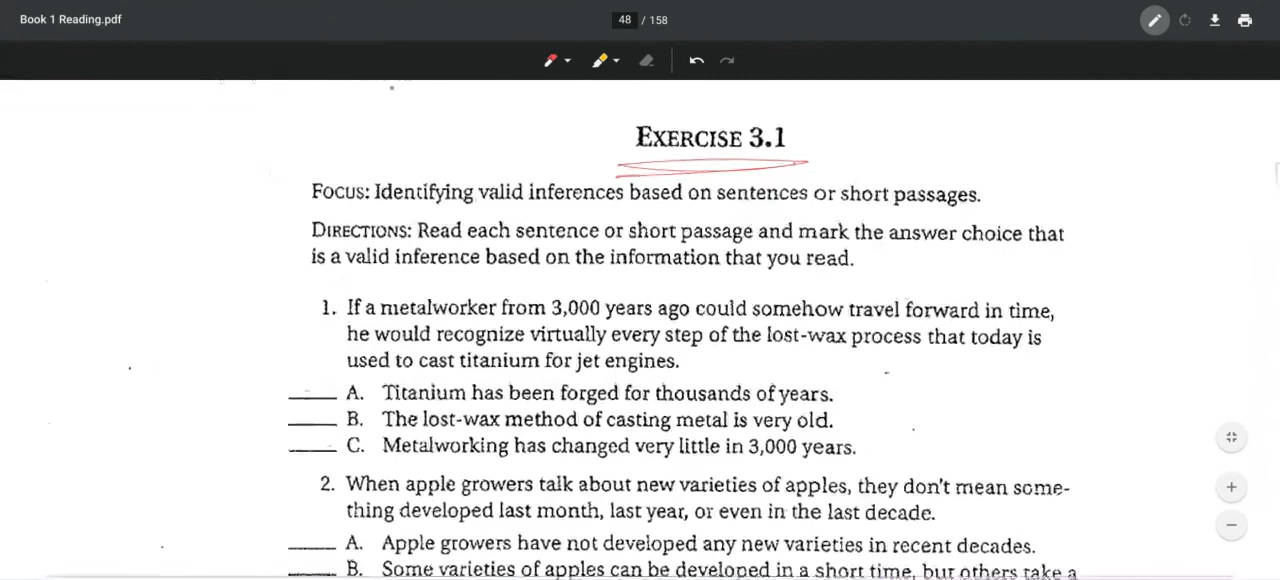 Book 1 Reading.pdf
48 / 158
EXERCISE 3.1
FOCUS: Identifying valid inferences based on sentences or short passages.
DIRECTIONS: Read each sentence or short passage and mark the answer choice that
is a valid inference based on the information that you read.
1. If a metalworker from 3,000 years ago could somehow travel forward in time,
he would recognize virtually every step of the lost-wax process that today is
used to cast titanium for jet engines.
A. Titanium has been forged for thousands of years.
B. The lost-wax method of casting metal is very old.
C. Metalworking has changed very little in 3,000 years.
2. When apple growers talk about new varieties of apples, they don't mean some-
thing developed last month, last year, or even in the last decade.
A. Apple growers have not developed any new varieties in recent decades.
B. Some varieties of apples can be developed in a short time, but others take a